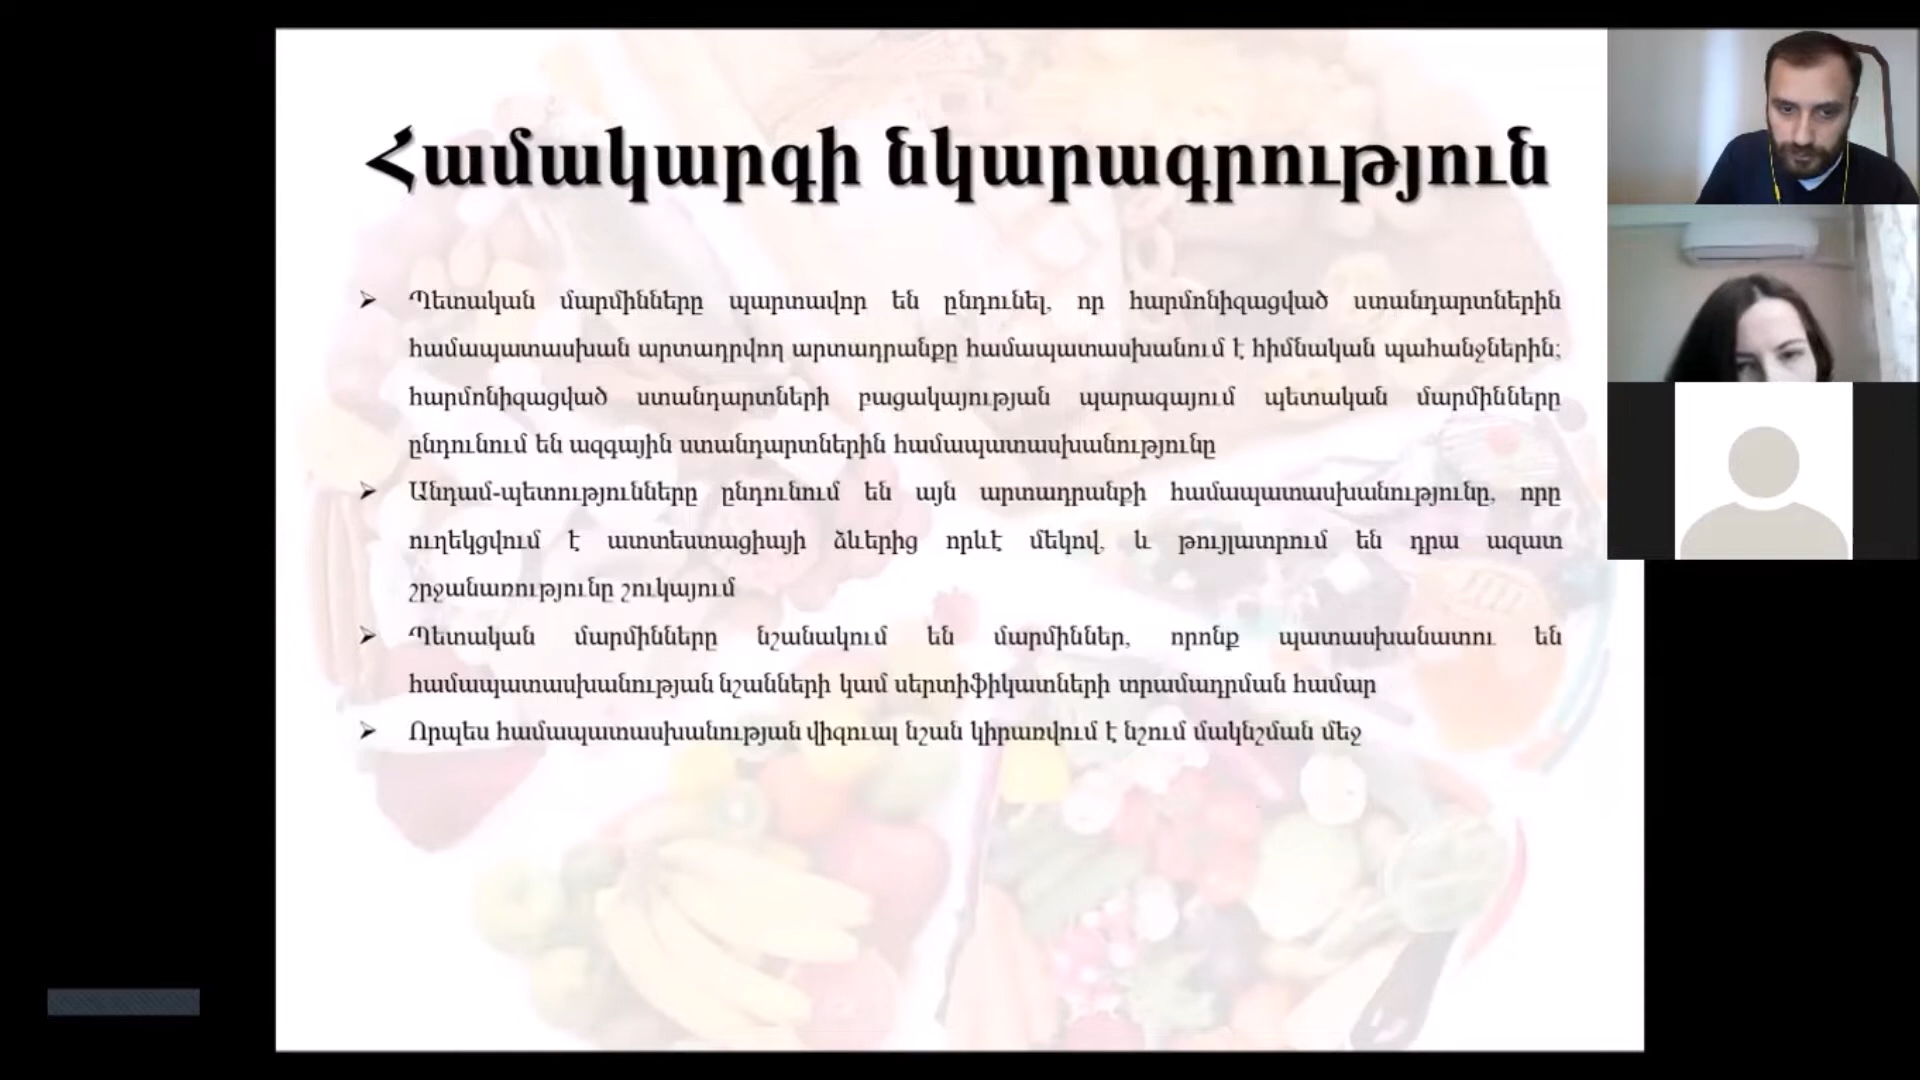 Համակարգի նկարագրություն
➢ Պետական մարմինները պարտավոր են ընդունել, որ հարմոնիզացված ստանդարտներին
համապատասխան արտադրվող արտադրանքը համապատասխանում է հիմնական պահանջներին;
հարմոնիզացված ստանդարտների բացակայության պարագայում պետական մարմինները
ընդունում են ազգային ստանդարտներին համապատասխանությունը
➢ Անդամ-պետությունները ընդունում են այն արտադրանքի համապատասխանությունը, որը
ուղեկցվում է ատտեստացիայի ձևերից որևէ մեկով, և թույլատրում են դրա ազատ
շրջանառությունը շուկայում
➢ Պետական մարմինները նշանակում են մարմիններ, որոնք պատասխանատու են
համապատասխանության նշանների կամ սերտիֆիկատների տրամադրման համար
➢ Որպես համապատասխանության վիզուալ նշան կիրառվում է նշում մակնշման մեջ